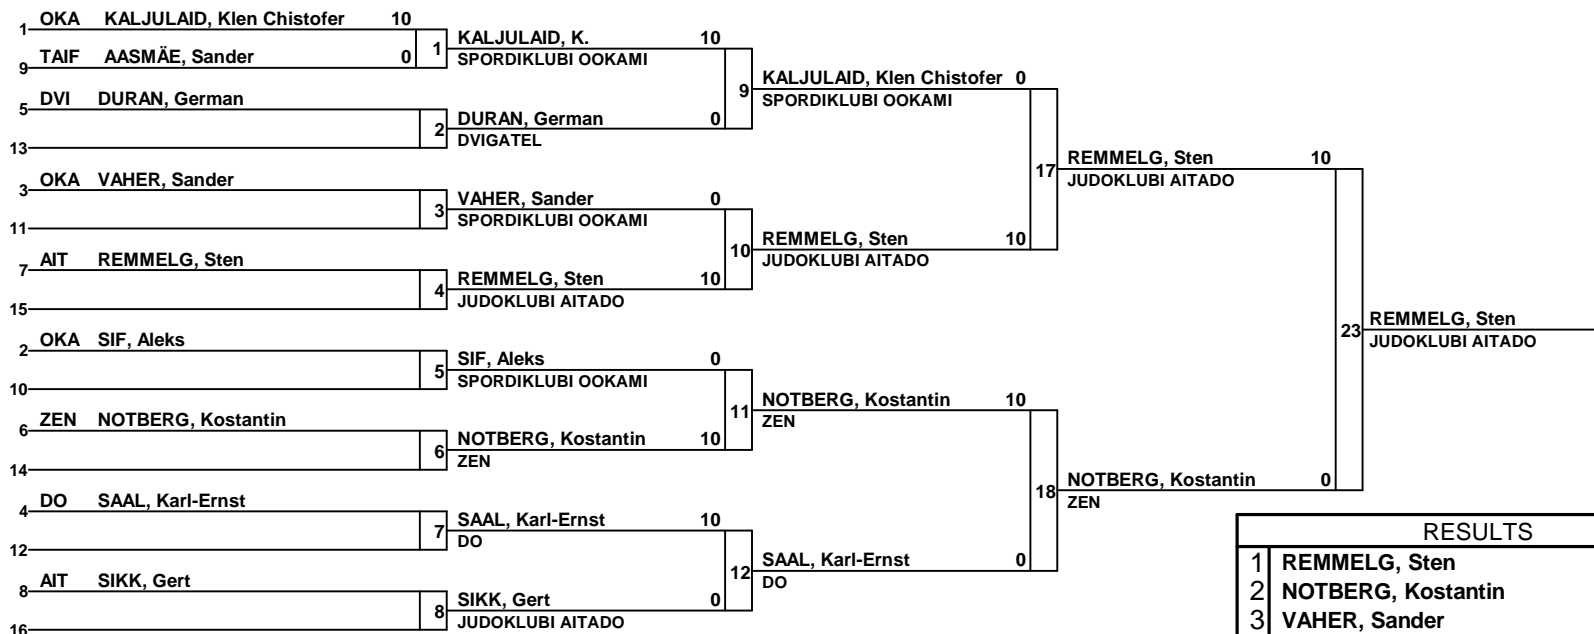 1 OKA KALJULAID, Klen Chistofer 10
9 TAIF AASMÄE, Sander 0
1
5 DVI DURAN, German
13
2
3 OKA VAHER, Sander
11
3
7 AIT REMMELG, Sten
15
4
2 OKA SIF, Aleks
10
5
6 ZEN NOTBERG, Kostantin
14
6
4 DO SAAL, Karl-Ernst
12
7
8 AIT SIKK, Gert
16
8
KALJULAID, K. 10
SPORDIKLUBI OOKAMI
9
DURAN, German 0
DVIGATEL
VAHER, Sander 0
SPORDIKLUBI OOKAMI
10
REMMELG, Sten 10
JUDOKLUBI AITADO
SIF, Aleks 0
SPORDIKLUBI OOKAMI
11
NOTBERG, Kostantin 10
ZEN
SAAL, Karl-Ernst 10
DO
12
SIKK, Gert 0
JUDOKLUBI AITADO
KALJULAID, Klen Chistofer 0
SPORDIKLUBI OOKAMI
17
REMMELG, Sten 10
JUDOKLUBI AITADO
NOTBERG, Kostantin 10
ZEN
18
SAAL, Karl-Ernst 0
DO
REMMELG, Sten 10
JUDOKLUBI AITADO
23
NOTBERG, Kostantin 0
ZEN
REMMELG, Sten
JUDOKLUBI AITADO
RESULTS
1 REMMELG, Sten
2 NOTBERG, Kostantin
3 VAHER, Sander